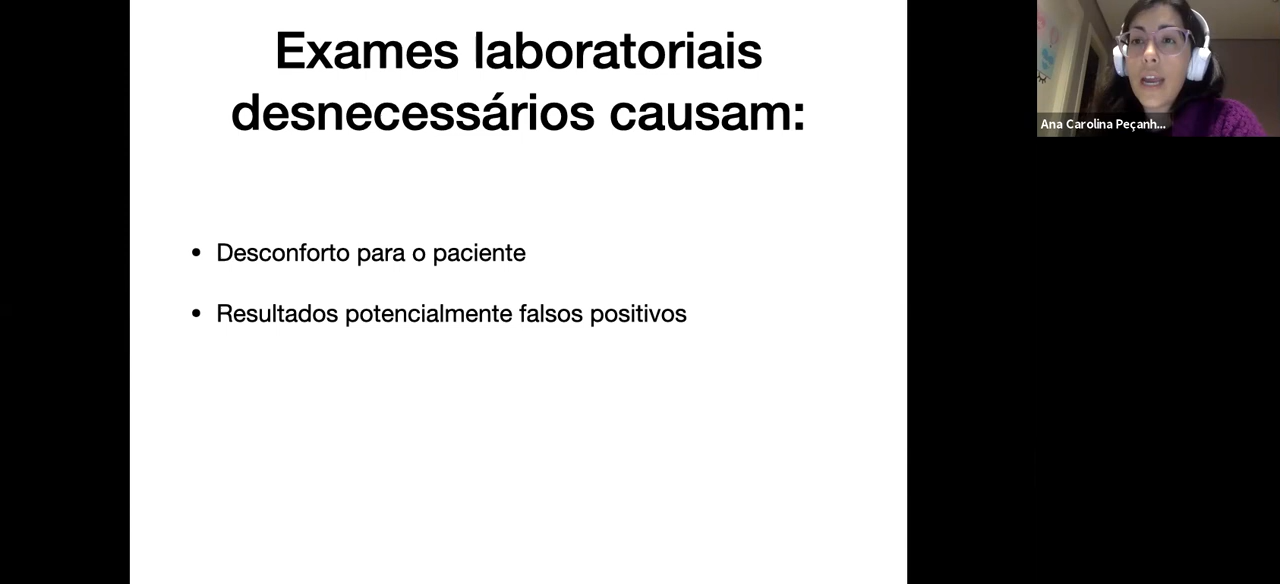 Exames laboratoriais
desnecessários causam:
• Desconforto para o paciente
• Resultados potencialmente falsos positivos
Ana Carolina Peçanh...